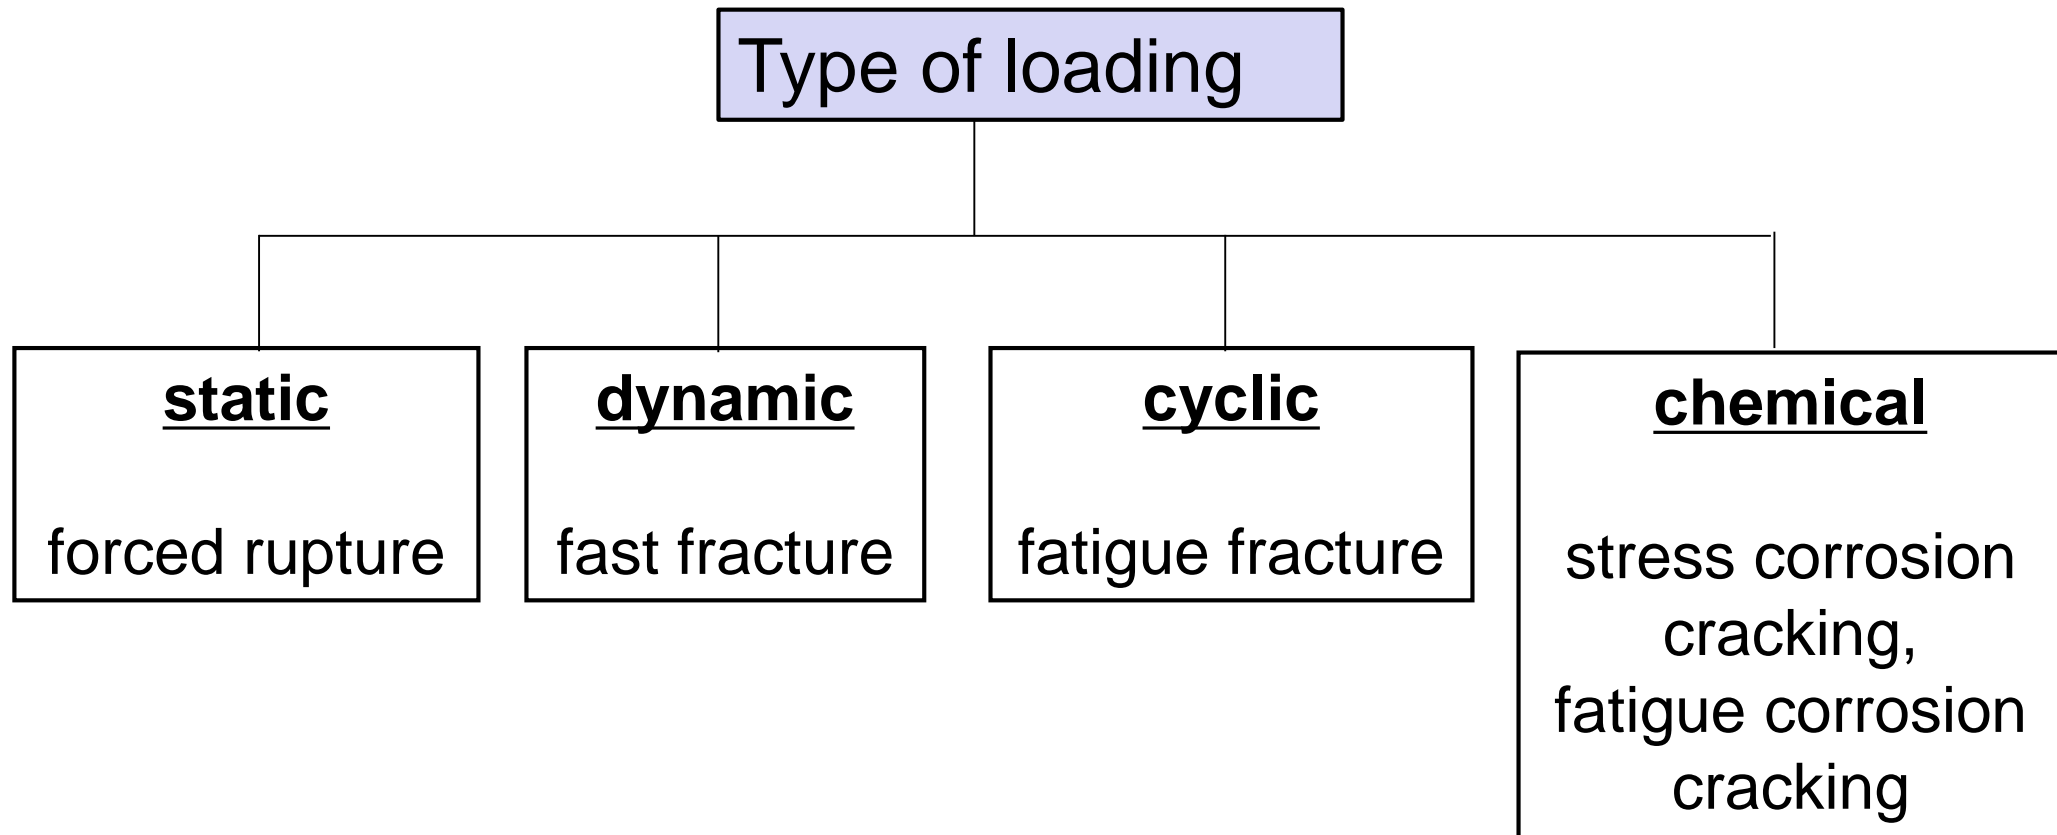 Type of loading
static
forced rupture
dynamic
fast fracture
cyclic
fatigue fracture
chemical
stress corrosion
cracking,
fatigue corrosion
cracking